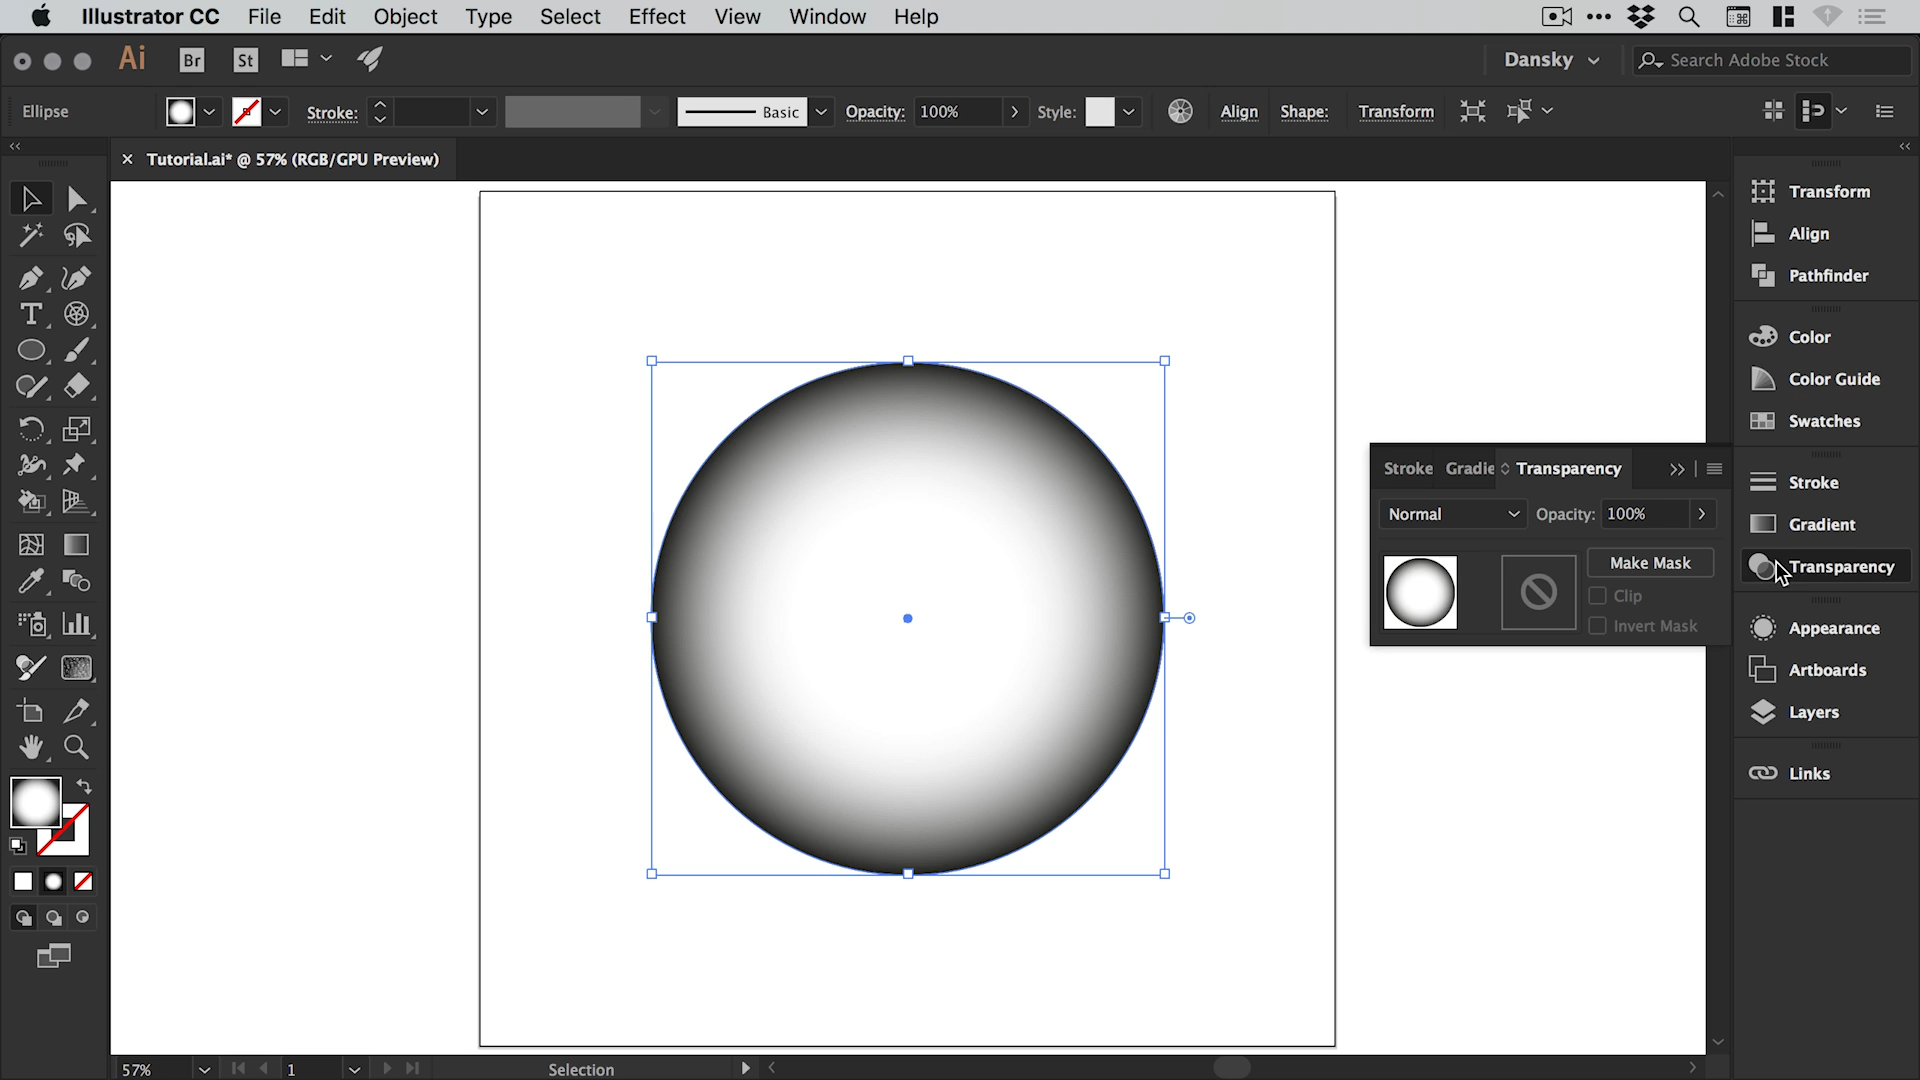 Illustrator CC File Edit Object Type Select Effect View Window Help
Ai Br St Dansky Search Adobe Stock
Ellipse Stroke: Basic Opacity: 100% Style: Align Shape: Transform
× Tutorial.ai* @ 57% (RGB/GPU Preview)
Transform
Align
Pathfinder
Color
Color Guide
Swatches
Stroke
Gradient
Transparency
Appearance
Artboards
Layers
Links
Stroke Gradie Transparency
Normal Opacity: 100%
Make Mask
Clip
Invert Mask
57% 1 Selection